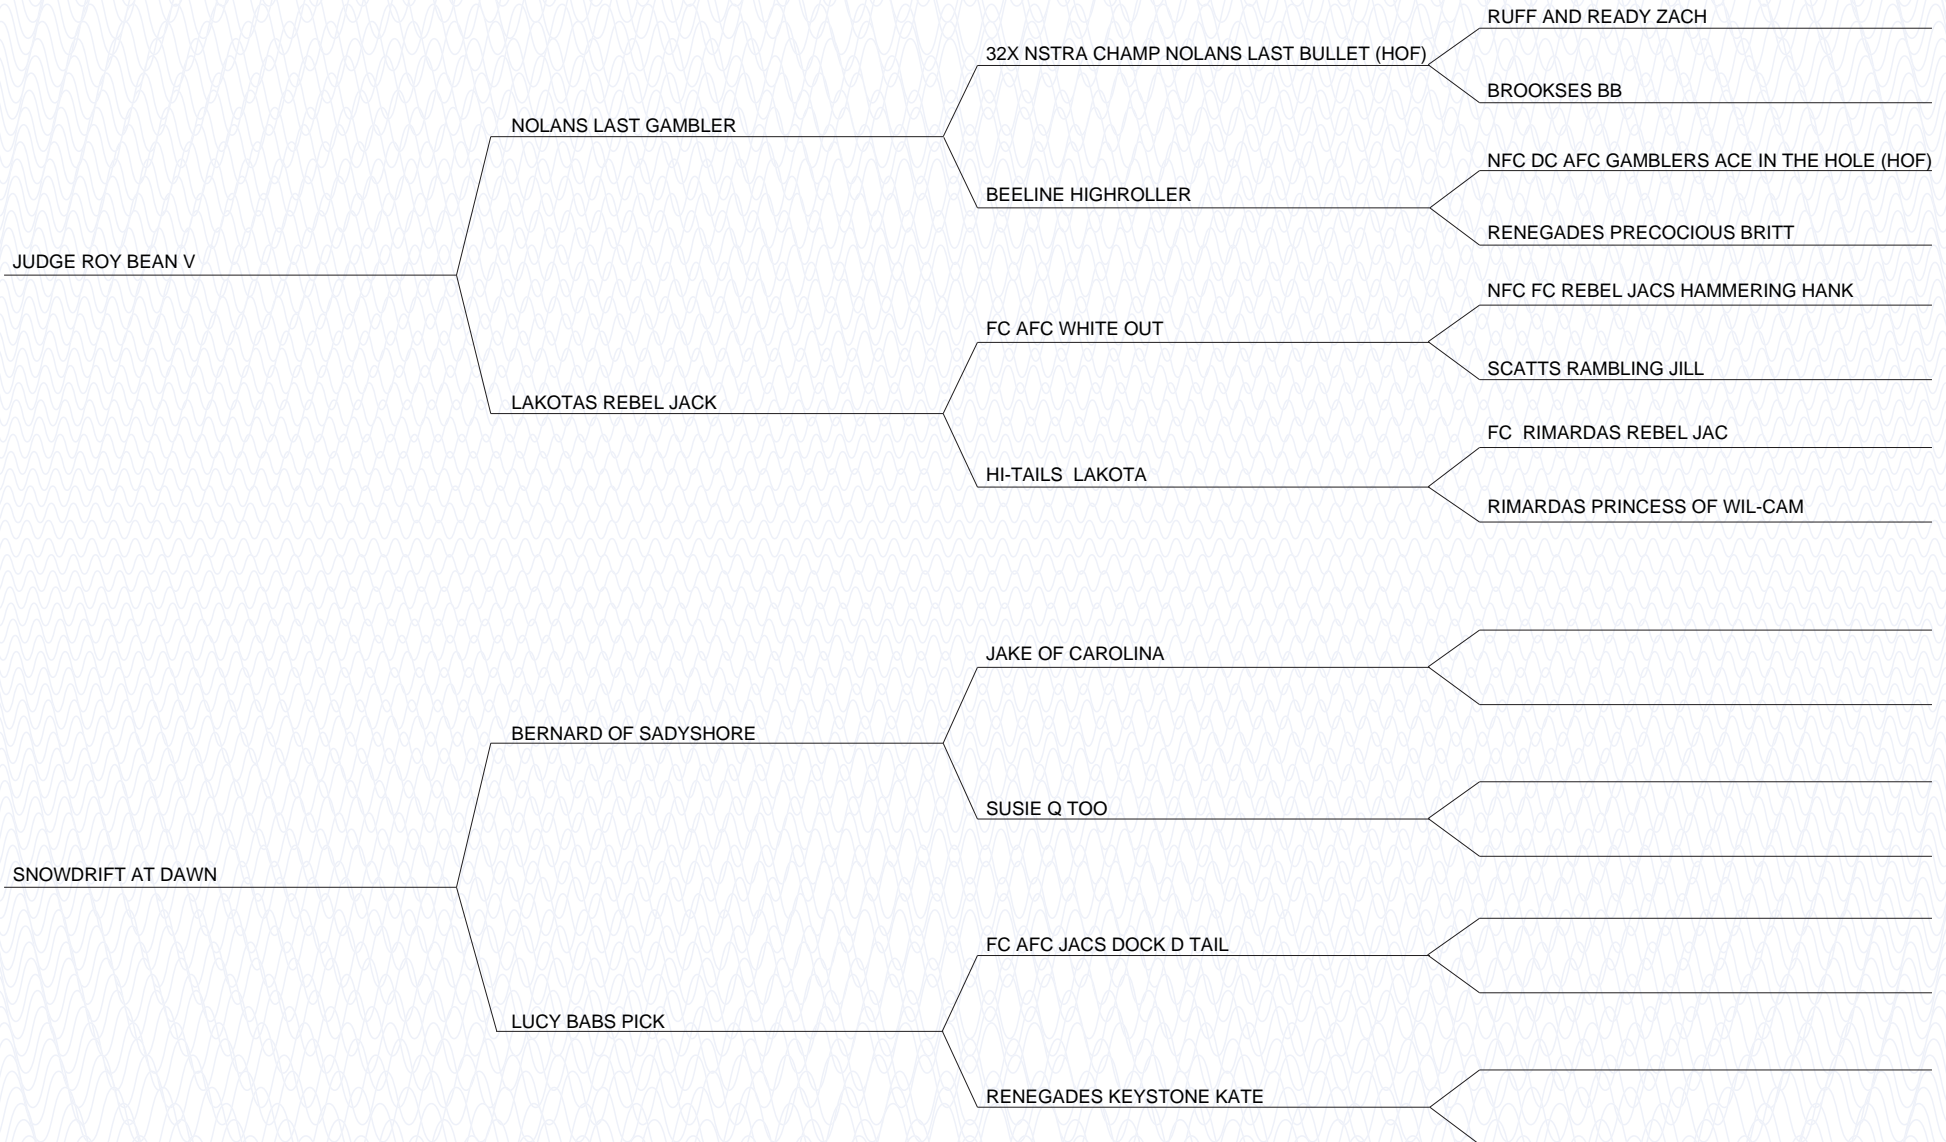 RUFF AND READY ZACH
32X NSTRA CHAMP NOLANS LAST BULLET (HOF)
BROOKSES BB
NOLANS LAST GAMBLER
NFC DC AFC GAMBLERS ACE IN THE HOLE (HOF)
BEELINE HIGHROLLER
RENEGADES PRECOCIOUS BRITT
JUDGE ROY BEAN V
NFC FC REBEL JACS HAMMERING HANK
FC AFC WHITE OUT
SCATTS RAMBLING JILL
LAKOTAS REBEL JACK
FC  RIMARDAS REBEL JAC
HI-TAILS  LAKOTA
RIMARDAS PRINCESS OF WIL-CAM
JAKE OF CAROLINA
BERNARD OF SADYSHORE
SUSIE Q TOO
SNOWDRIFT AT DAWN
FC AFC JACS DOCK D TAIL
LUCY BABS PICK
RENEGADES KEYSTONE KATE